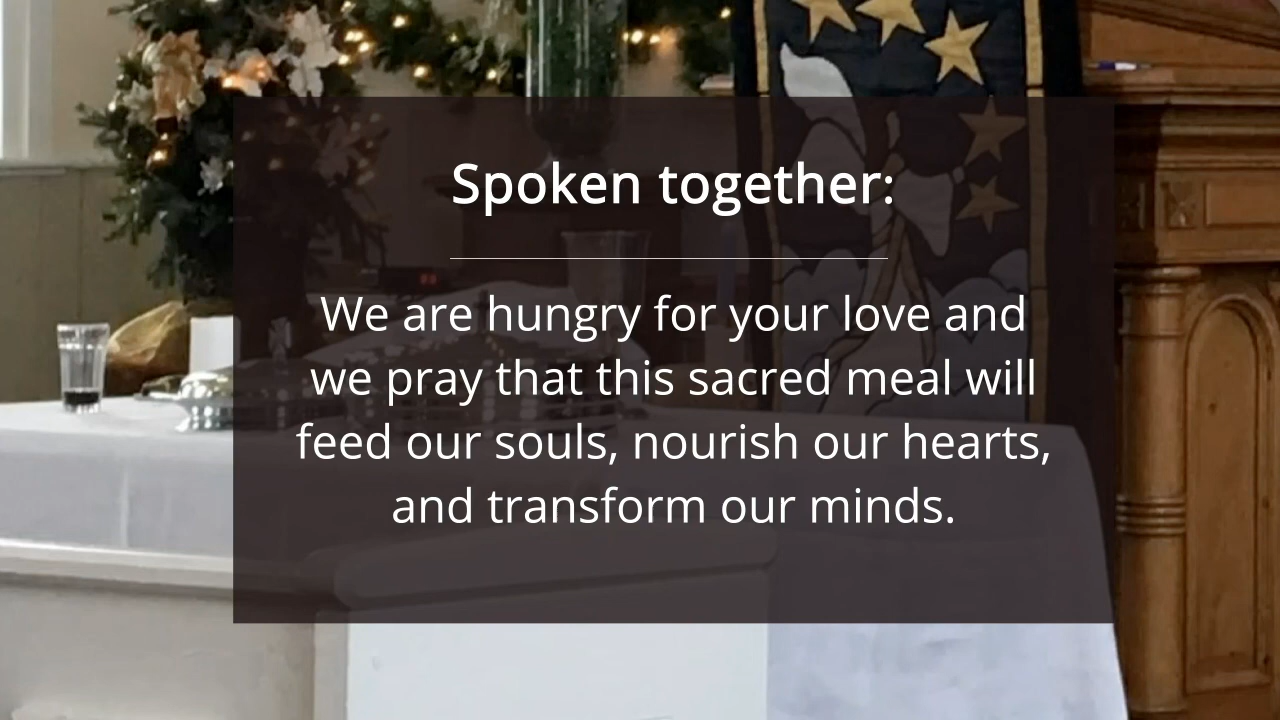 Spoken together:
We are hungry for your love and
we pray that this sacred meal will
feed our souls, nourish our hearts,
and transform our minds.